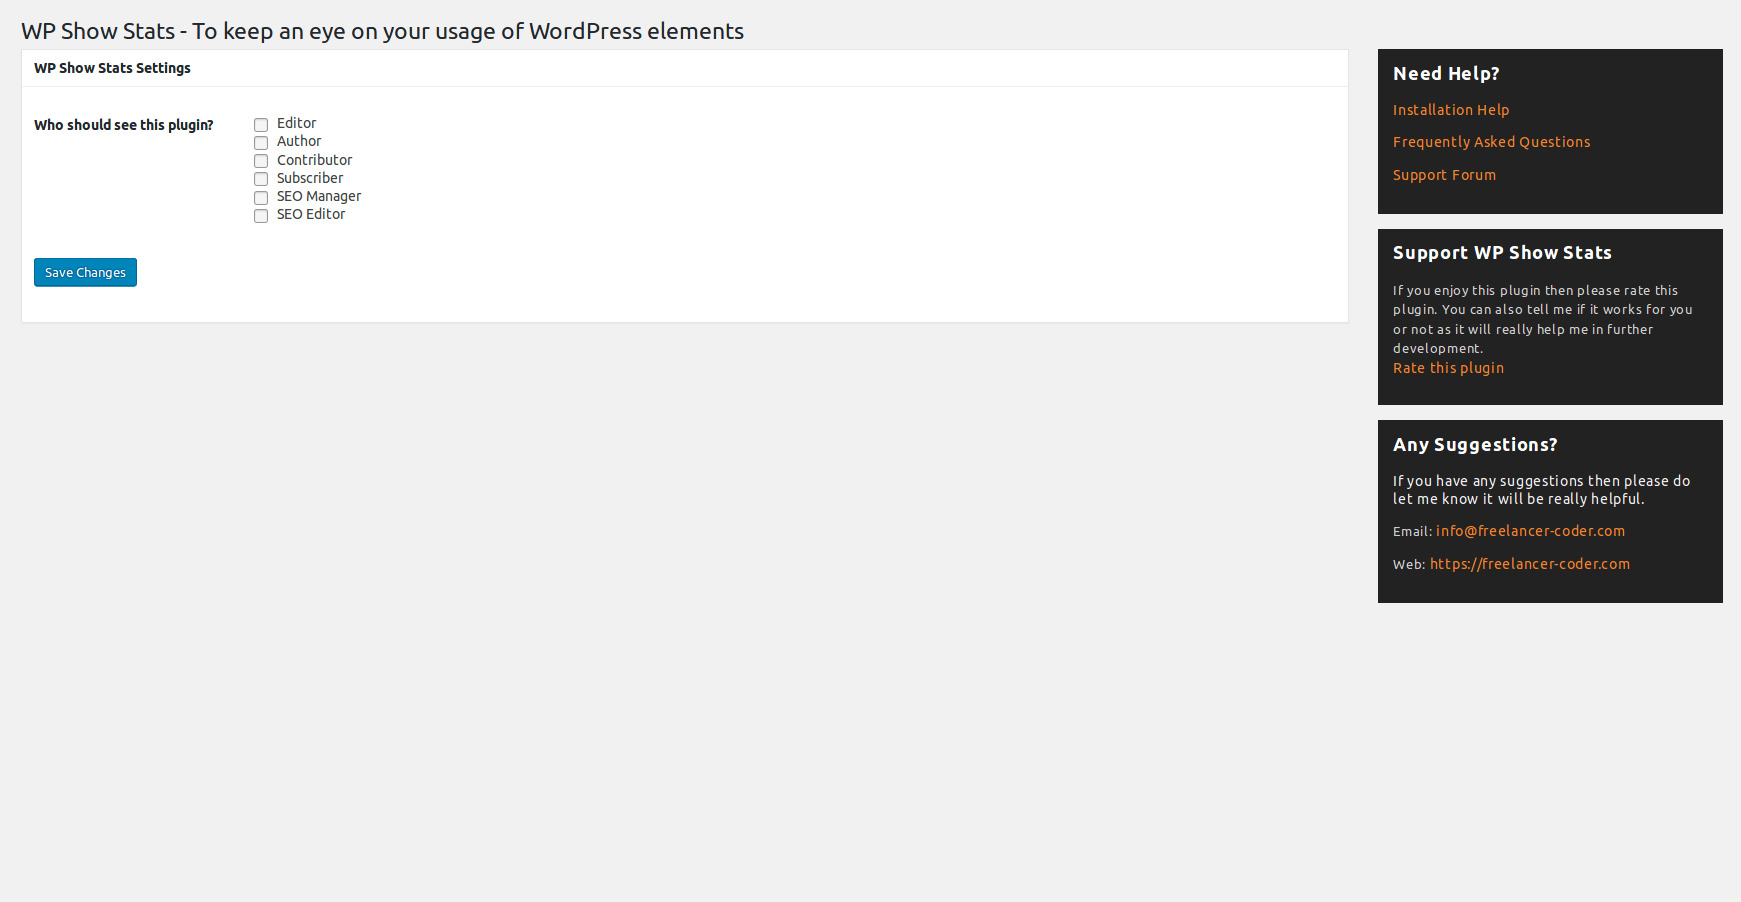 WP Show Stats - To keep an eye on your usage of WordPress elements
WP Show Stats Settings
Who should see this plugin?
Editor
Author
Contributor
Subscriber
SEO Manager
SEO Editor
Save Changes
Need Help?
Installation Help
Frequently Asked Questions
Support Forum
Support WP Show Stats
If you enjoy this plugin then please rate this
plugin. You can also tell me if it works for you
or not as it will really help me in further
development.
Rate this plugin
Any Suggestions?
If you have any suggestions then please do
let me know it will be really helpful.
Email: info@freelancer-coder.com
Web: https://freelancer-coder.com